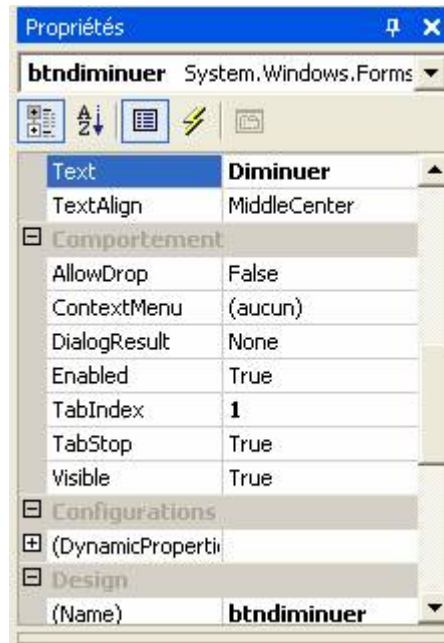 Propriétés
btndiminuer System.Windows.Forms
Text Diminuer
TextAlign MiddleCenter
Comportement
AllowDrop False
ContextMenu (aucun)
DialogResult None
Enabled True
TabIndex 1
TabStop True
Visible True
Configurations
(DynamicPropertie
Design
(Name) btndiminuer